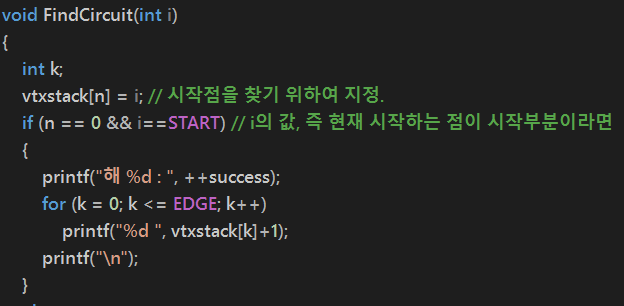 void FindCircuit(int i)
{
int k;
vtxstack[n] = i; // 시작점을 찾기 위하여 지정.
if (n == 0 && i==START) // i의 값, 즉 현재 시작하는 점이 시작부분이라면
{
printf("해 %d : ", ++success);
for (k = 0; k <= EDGE; k++)
printf("%d ", vtxstack[k]+1);
printf("\n");
}